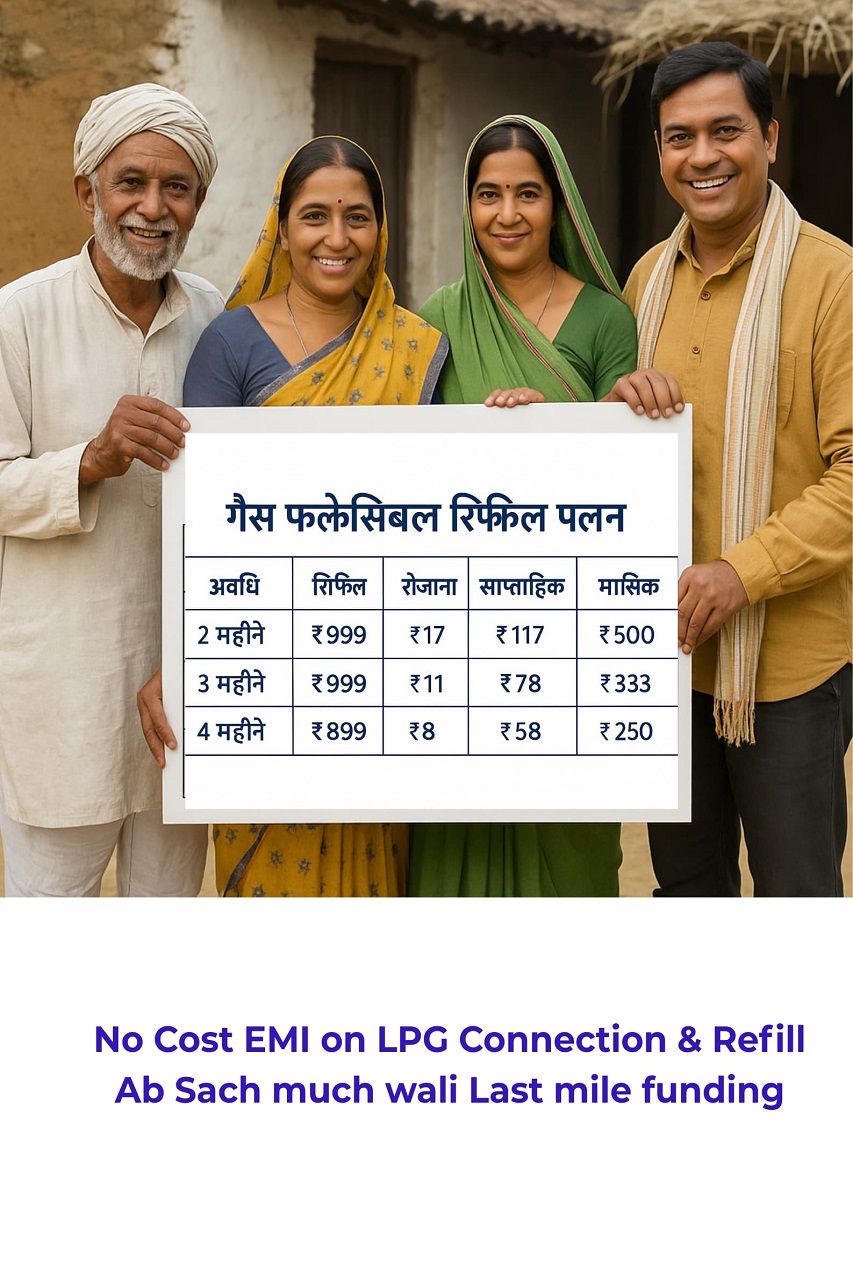 गैस फलेसिबल रिफिल पलन
अवधि रिफिल रोजाना साप्ताहिक मासिक
2 महीने ₹999 ₹17 ₹117 ₹500
3 महीने ₹999 ₹11 ₹78 ₹333
4 महीने ₹899 ₹8 ₹58 ₹250
No Cost EMI on LPG Connection & Refill
Ab Sach much wali Last mile funding